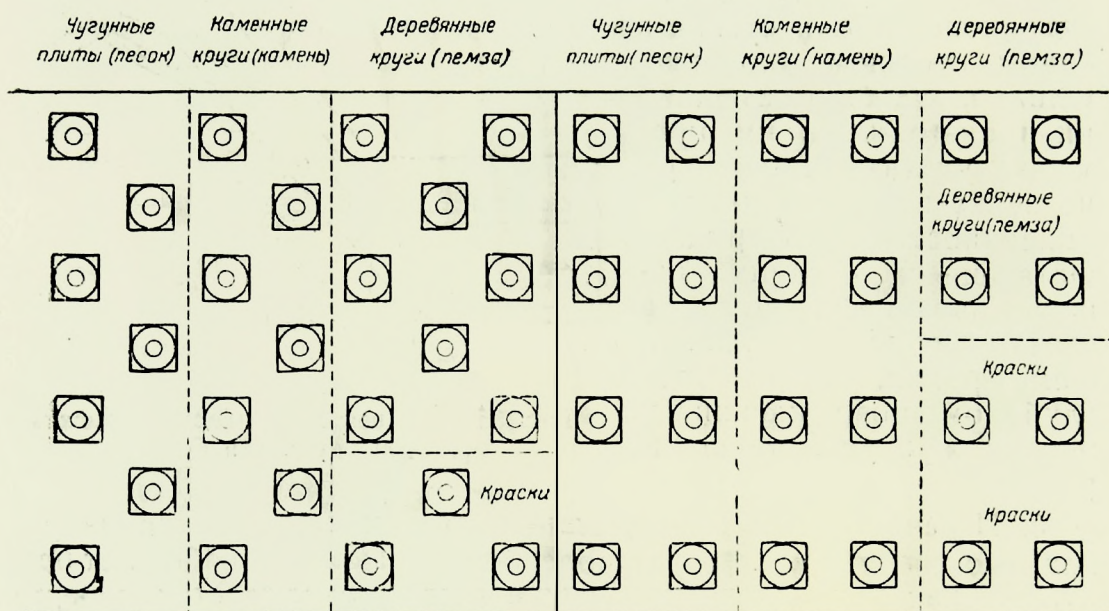 Чугунные
плиты (песок)
Каменные
круги (камень)
Деревянные
круги (пемза)
Чугунные
плиты (песок)
Каменные
круги (камень)
Деревянные
круги (пемза)
Деревянные
круги (пемза)
Краски
Краски
Краски